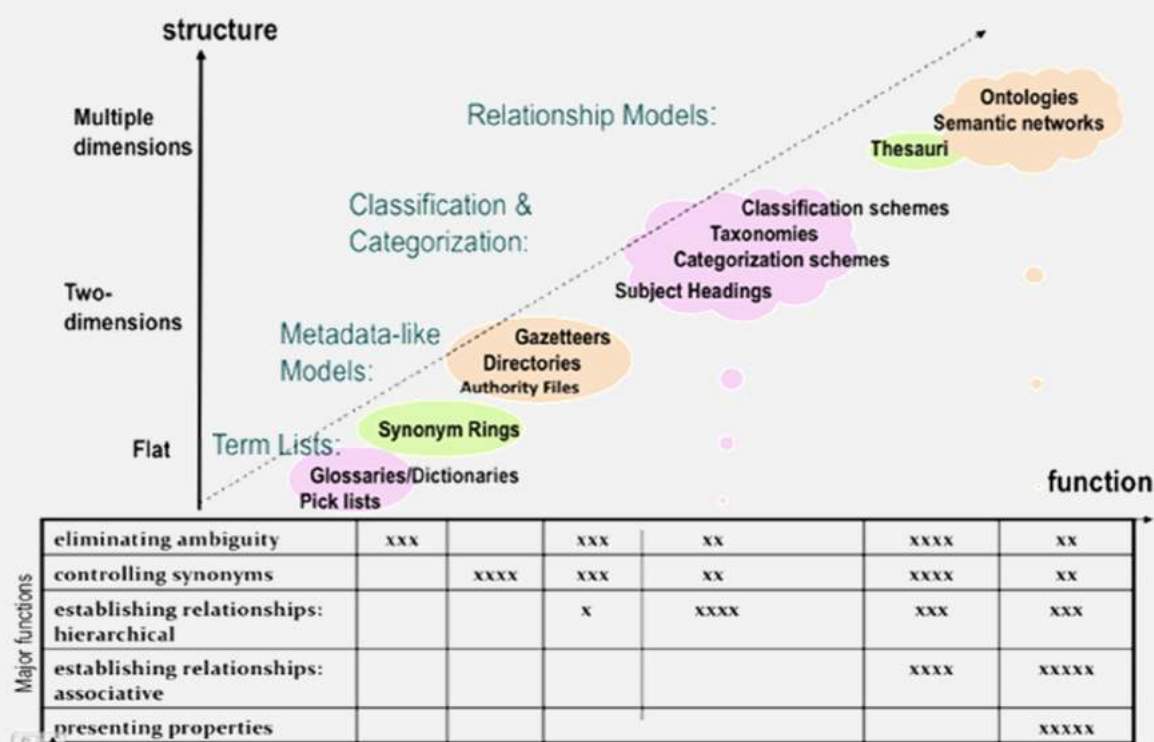 structure
Multiple
dimensions
Relationship Models:
Ontologies
Semantic networks
Thesauri
Classification &
Categorization:
Classification schemes
Taxonomies
Categorization schemes
Subject Headings
Two-
dimensions
Metadata-like
Models:
Gazetteers
Directories
Authority Files
Synonym Rings
Flat
Term Lists:
Glossaries/Dictionaries
Pick lists
function
Major functions
eliminating ambiguity xxx xxx xx xxxx xx
controlling synonyms xxxx xxx xx xxxx xx
establishing relationships: x xxxx xxx xxx
hierarchical
establishing relationships: xxxx xxxxx
associative
presenting properties xxxxx